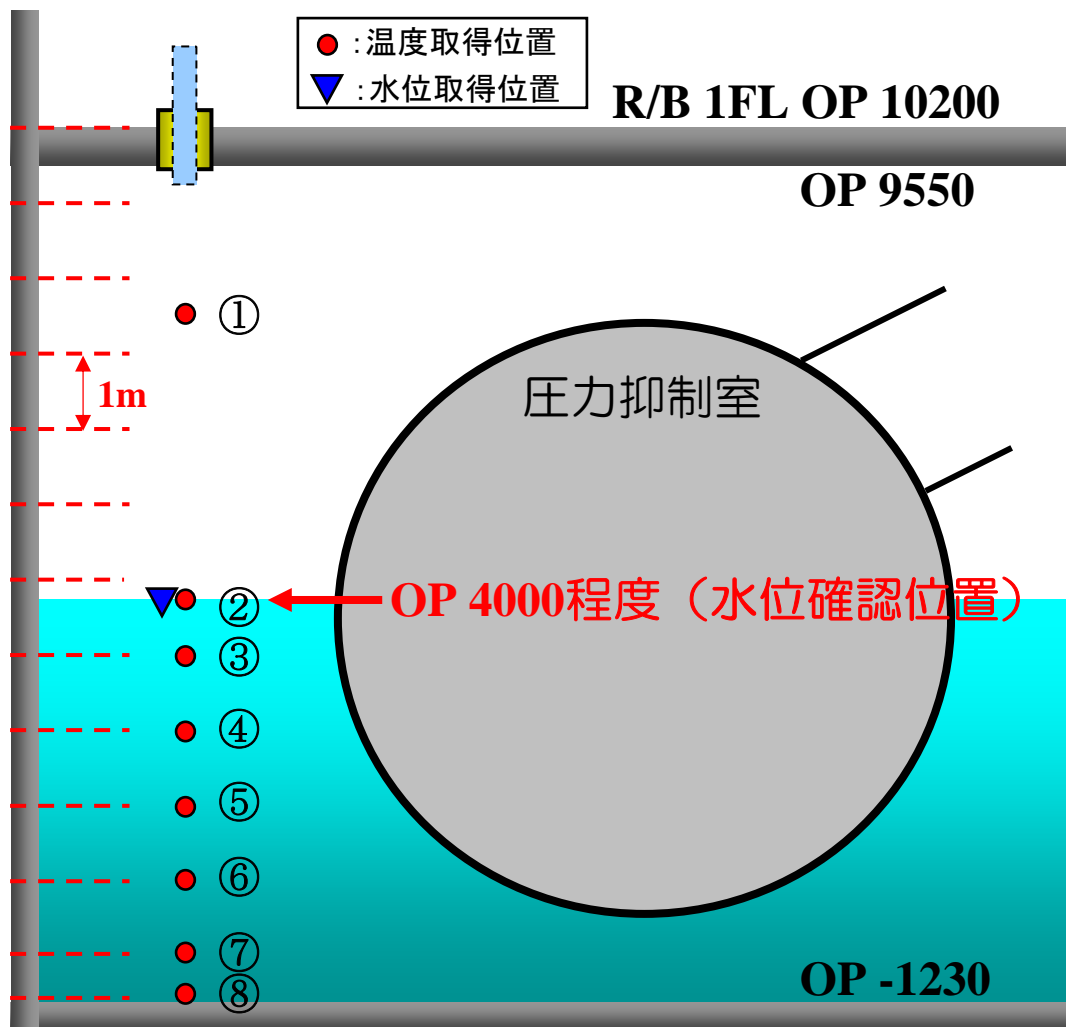 ：温度取得位置
：水位取得位置
R/B 1FL OP 10200
OP 9550
①
1m
圧力抑制室
②
OP 4000程度（水位確認位置）
③
④
⑤
⑥
⑦
⑧
OP -1230